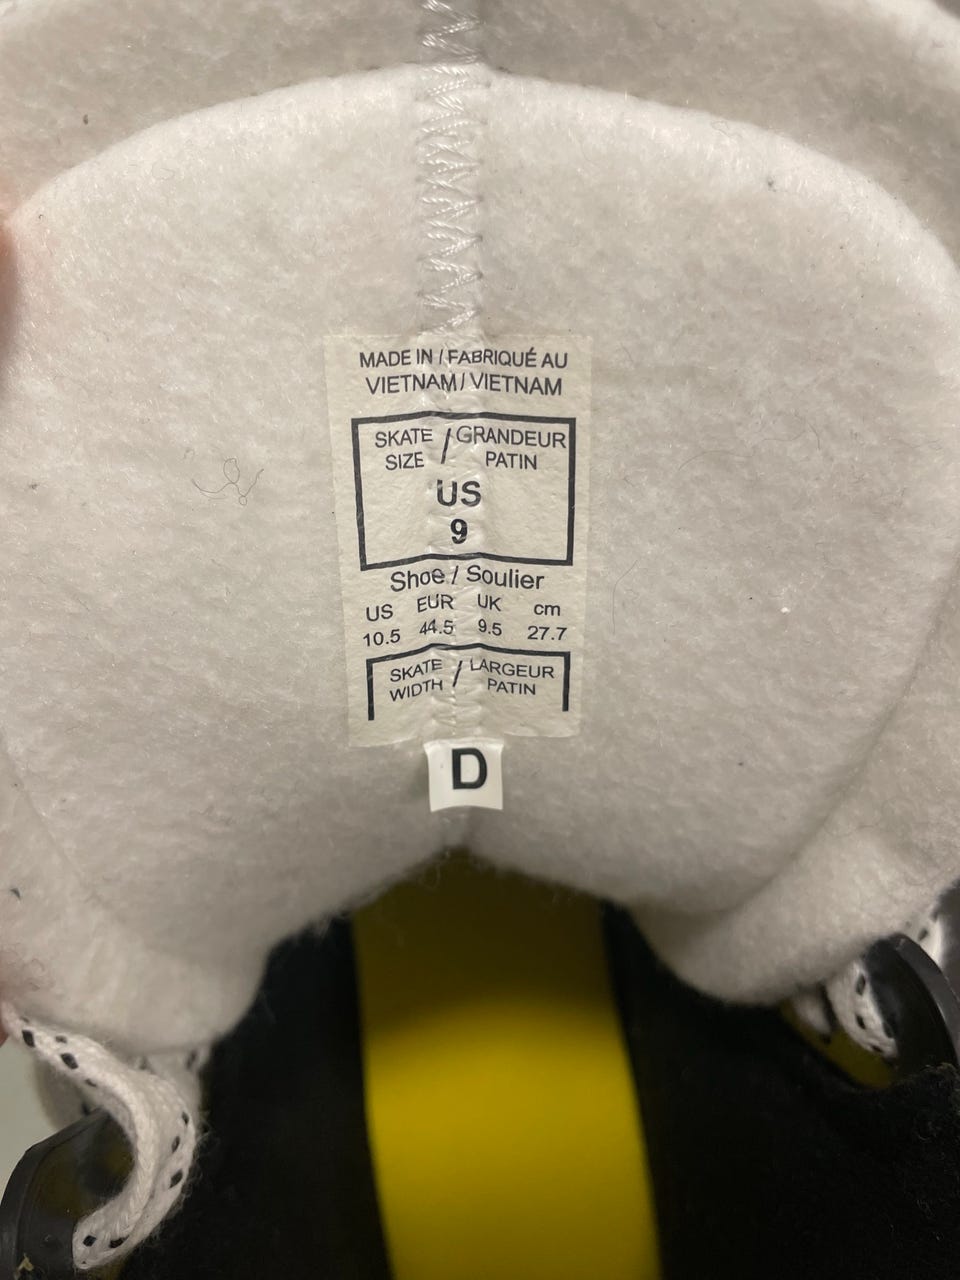 MADE IN / FABRIQUÉ AU
VIETNAM / VIETNAM
SKATE / GRANDEUR
SIZE PATIN
US
9
Shoe / Soulier
US EUR UK cm
10.5 44.5 9.5 27.7
SKATE / LARGEUR
WIDTH PATIN
D